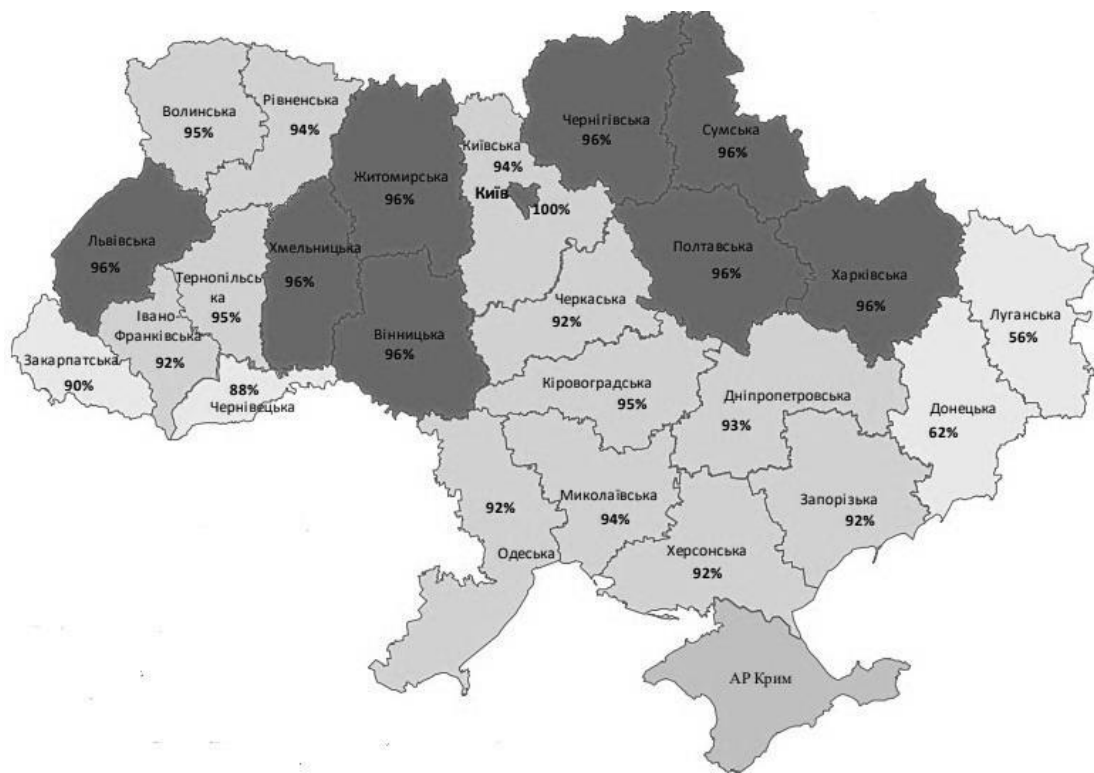 Волинська
95%
Рівненська
94%
Житомирська
96%
Київська
94%
Київ
100%
Чернігівська
96%
Сумська
96%
Львівська
96%
Тернопільсь
ка
95%
Хмельницька
96%
Вінницька
96%
Черкаська
92%
Полтавська
96%
Харківська
96%
Луганська
56%
Закарпатська
90%
Івано-
Франківська
92%
88%
Чернівецька
Кіровоградська
95%
Дніпропетровська
93%
Донецька
62%
92%
Одеська
Миколаївська
94%
Херсонська
92%
Запорізька
92%
АР Крим